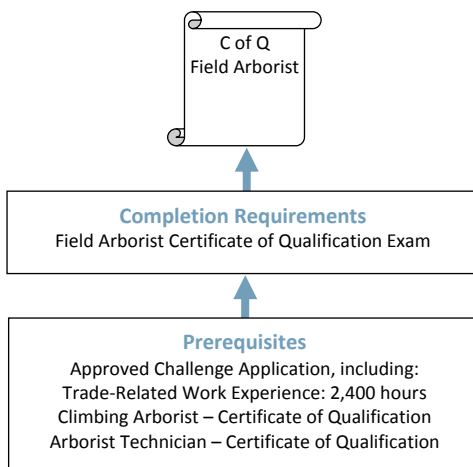 C of Q
Field Arborist
Completion Requirements
Field Arborist Certificate of Qualification Exam
Prerequisites
Approved Challenge Application, including:
Trade-Related Work Experience: 2,400 hours
Climbing Arborist – Certificate of Qualification
Arborist Technician – Certificate of Qualification